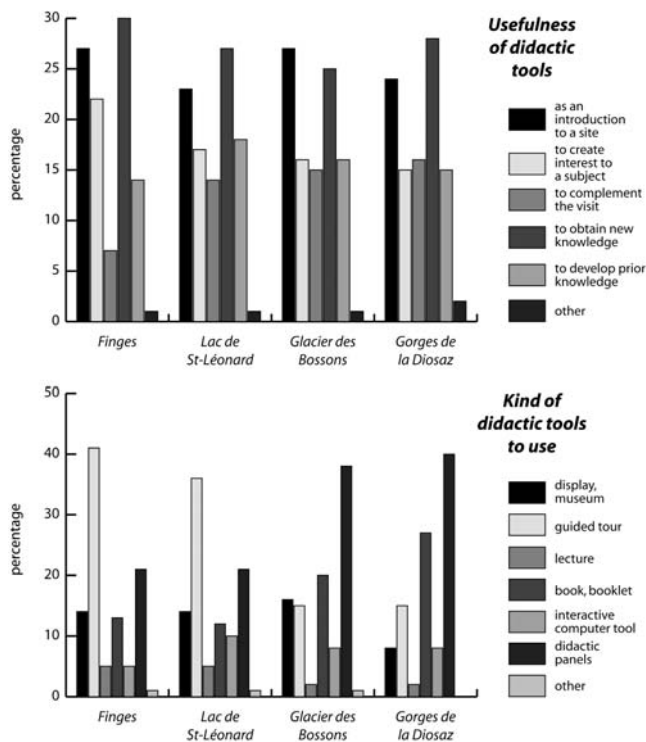 Usefulness
of didactic
tools
percentage
30
25
20
15
10
5
0
as an
introduction
to a site
to create
interest to
a subject
to complement
the visit
to obtain new
knowledge
to develop prior
knowledge
other
Finges
Lac de
St-Léonard
Glacier des
Bossons
Gorges de
la Diosaz
Kind of
didactic tools
to use
percentage
50
40
30
20
10
0
display,
museum
guided tour
lecture
book, booklet
interactive
computer tool
didactic
panels
other
Finges
Lac de
St-Léonard
Glacier des
Bossons
Gorges de
la Diosaz